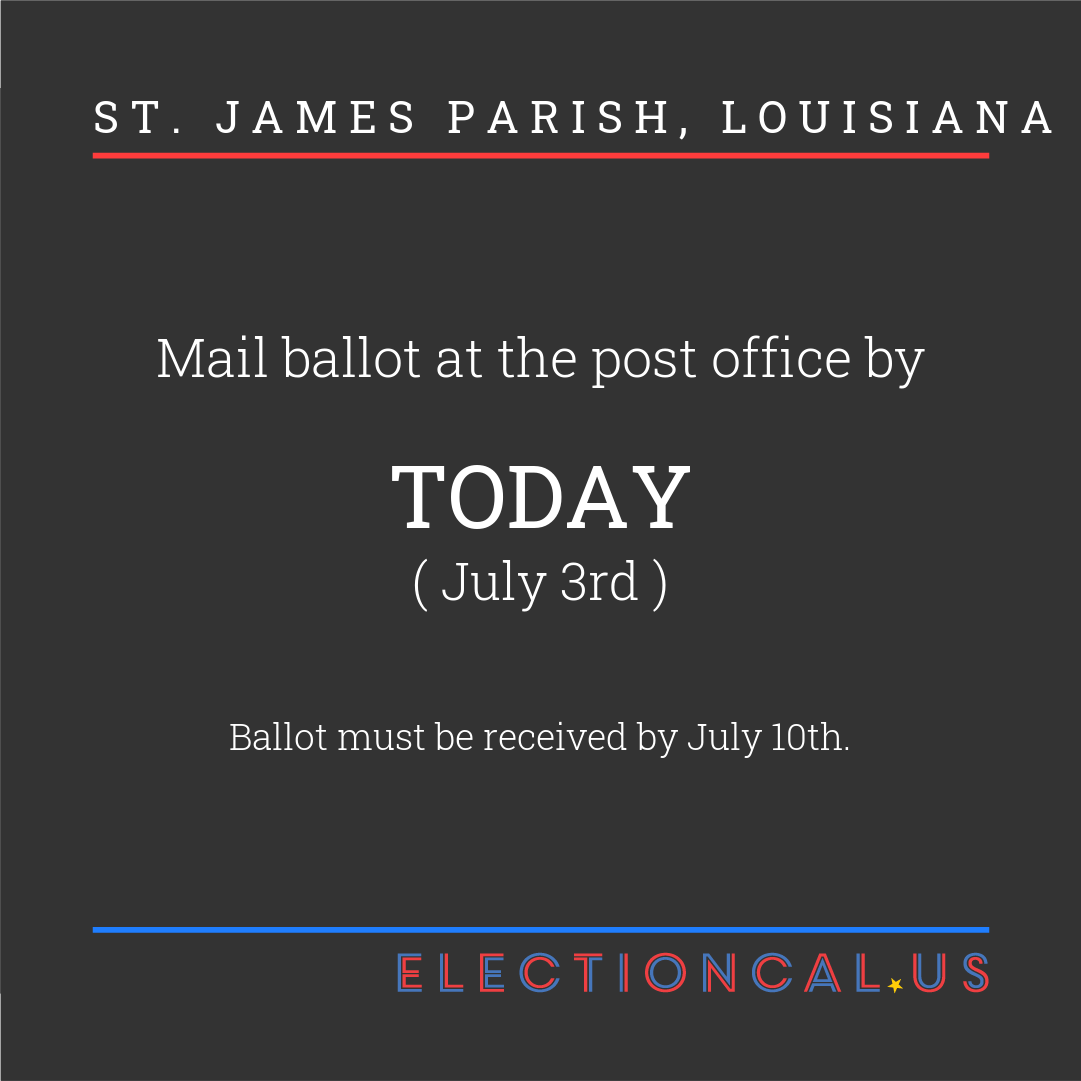 ST. JAMES PARISH, LOUISIANA
Mail ballot at the post office by
TODAY
( July 3rd )
Ballot must be received by July 10th.
ELECTIONCAL.US